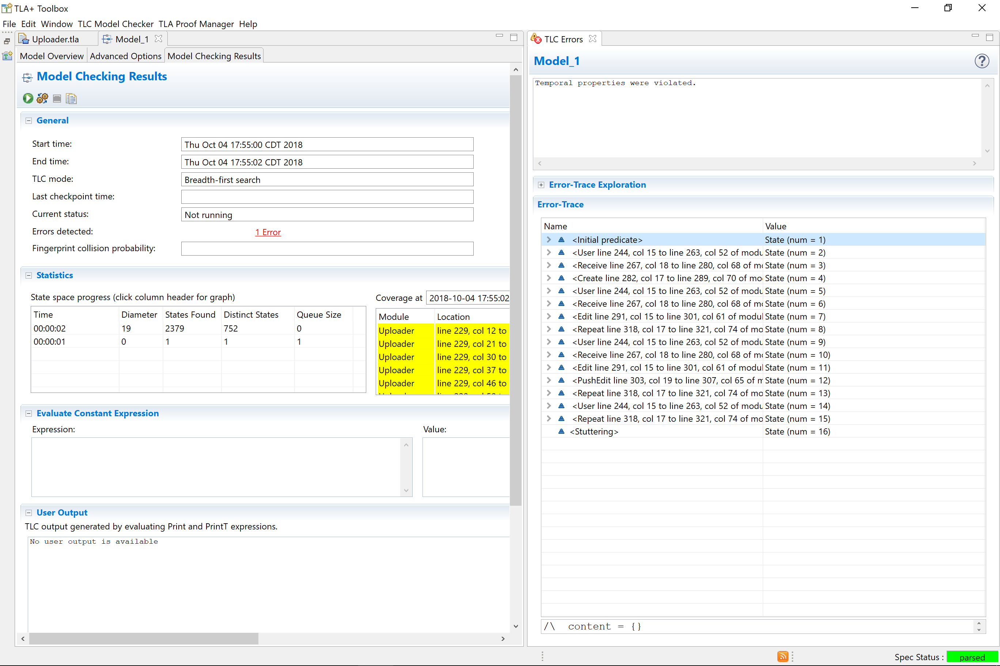 TLA+ Toolbox
File Edit Window TLC Model Checker TLA Proof Manager Help
Uploader.tla
Model_1
Model Overview
Advanced Options
Model Checking Results
Model Checking Results
General
Start time:
Thu Oct 04 17:55:00 CDT 2018
End time:
Thu Oct 04 17:55:02 CDT 2018
TLC mode:
Breadth-first search
Last checkpoint time:
Current status:
Not running
Errors detected:
1 Error
Fingerprint collision probability:
Statistics
State space progress (click column header for graph)
Time Diameter States Found Distinct States Queue Size
00:00:02 19 2379 752 0
00:00:01 0 1 1 1
Coverage at 2018-10-04 17:55:02
Module Location
Uploader line 229, col 12 to
Uploader line 229, col 21 to
Uploader line 229, col 30 to
Uploader line 229, col 37 to
Uploader line 229, col 46 to
Evaluate Constant Expression
Expression:
Value:
User Output
TLC output generated by evaluating Print and PrintT expressions.
No user output is available
TLC Errors
Model_1
?
Temporal properties were violated.
Error-Trace Exploration
Error-Trace
Name Value
<Initial predicate> State (num = 1)
<User line 244, col 15 to line 263, col 52 of modu State (num = 2)
<Receive line 267, col 18 to line 280, col 68 of mo State (num = 3)
<Create line 282, col 17 to line 289, col 70 of mo State (num = 4)
<User line 244, col 15 to line 263, col 52 of modu State (num = 5)
<Receive line 267, col 18 to line 280, col 68 of mo State (num = 6)
<Edit line 291, col 15 to line 301, col 61 of modul State (num = 7)
<Repeat line 318, col 17 to line 321, col 74 of mo State (num = 8)
<User line 244, col 15 to line 263, col 52 of modu State (num = 9)
<Receive line 267, col 18 to line 280, col 68 of mo State (num = 10)
<Edit line 291, col 15 to line 301, col 61 of modul State (num = 11)
<PushEdit line 303, col 19 to line 307, col 65 of m State (num = 12)
<Repeat line 318, col 17 to line 321, col 74 of mo State (num = 13)
<User line 244, col 15 to line 263, col 52 of modu State (num = 14)
<Repeat line 318, col 17 to line 321, col 74 of mo State (num = 15)
<Stuttering> State (num = 16)
/\ content = {}
Spec Status : parsed